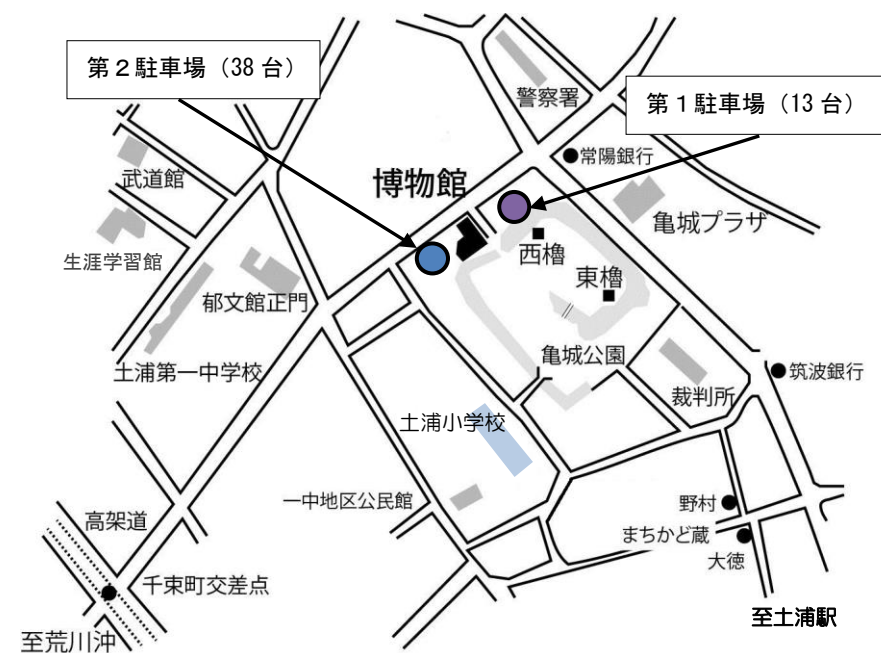 第２駐車場（38 台）
警察署
第１駐車場（13 台）
常陽銀行
武道館
博物館
亀城プラザ
生涯学習館
西櫓
東櫓
郁文館正門
亀城公園
土浦第一中学校
筑波銀行
裁判所
土浦小学校
一中地区公民館
野村
高架道
まちかど蔵
大徳
千束町交差点
至土浦駅
至荒川沖